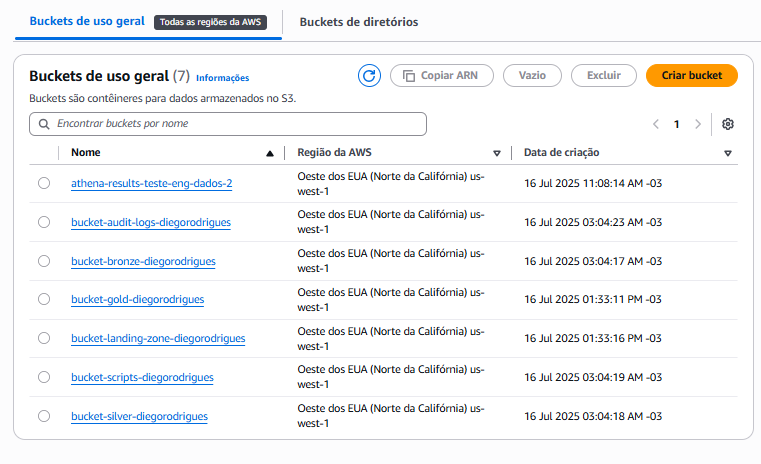 Buckets de uso geral Todas as regiões da AWS Buckets de diretórios
Buckets de uso geral (7) Informações Copiar ARN Vazio Excluir Criar bucket
Buckets são contêineres para dados armazenados no S3.
Encontrar buckets por nome 1
Nome Região da AWS Data de criação
athena-results-teste-eng-dados-2 Oeste dos EUA (Norte da Califórnia) us-
west-1 16 Jul 2025 11:08:14 AM -03
bucket-audit-logs-diegorodrigues Oeste dos EUA (Norte da Califórnia) us-
west-1 16 Jul 2025 03:04:23 AM -03
bucket-bronze-diegorodrigues Oeste dos EUA (Norte da Califórnia) us-
west-1 16 Jul 2025 03:04:17 AM -03
bucket-gold-diegorodrigues Oeste dos EUA (Norte da Califórnia) us-
west-1 16 Jul 2025 01:33:11 PM -03
bucket-landing-zone-diegorodrigues Oeste dos EUA (Norte da Califórnia) us-
west-1 16 Jul 2025 01:33:16 PM -03
bucket-scripts-diegorodrigues Oeste dos EUA (Norte da Califórnia) us-
west-1 16 Jul 2025 03:04:19 AM -03
bucket-silver-diegorodrigues Oeste dos EUA (Norte da Califórnia) us-
west-1 16 Jul 2025 03:04:18 AM -03